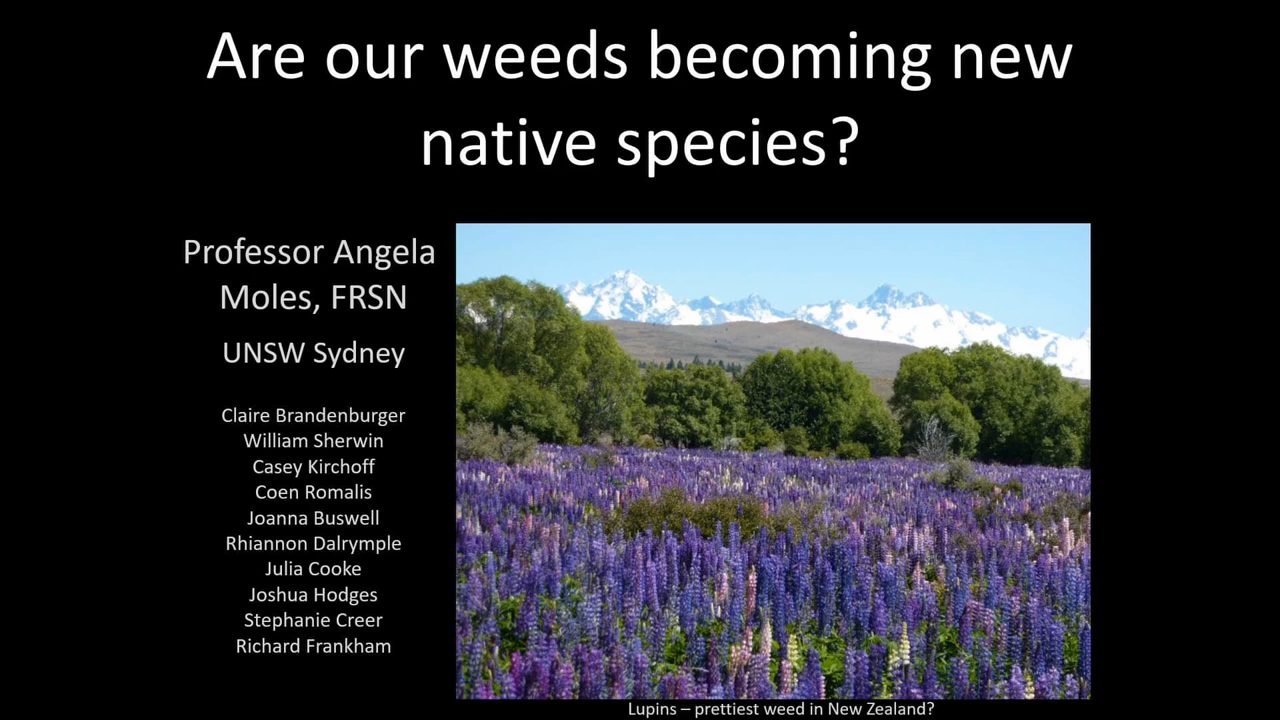 Are our weeds becoming new
native species?
Professor Angela
Moles, FRSN
UNSW Sydney
Claire Brandenburger
William Sherwin
Casey Kirchoff
Coen Romalis
Joanna Buswell
Rhiannon Dalrymple
Julia Cooke
Joshua Hodges
Stephanie Creer
Richard Frankham
Lupins – prettiest weed in New Zealand?